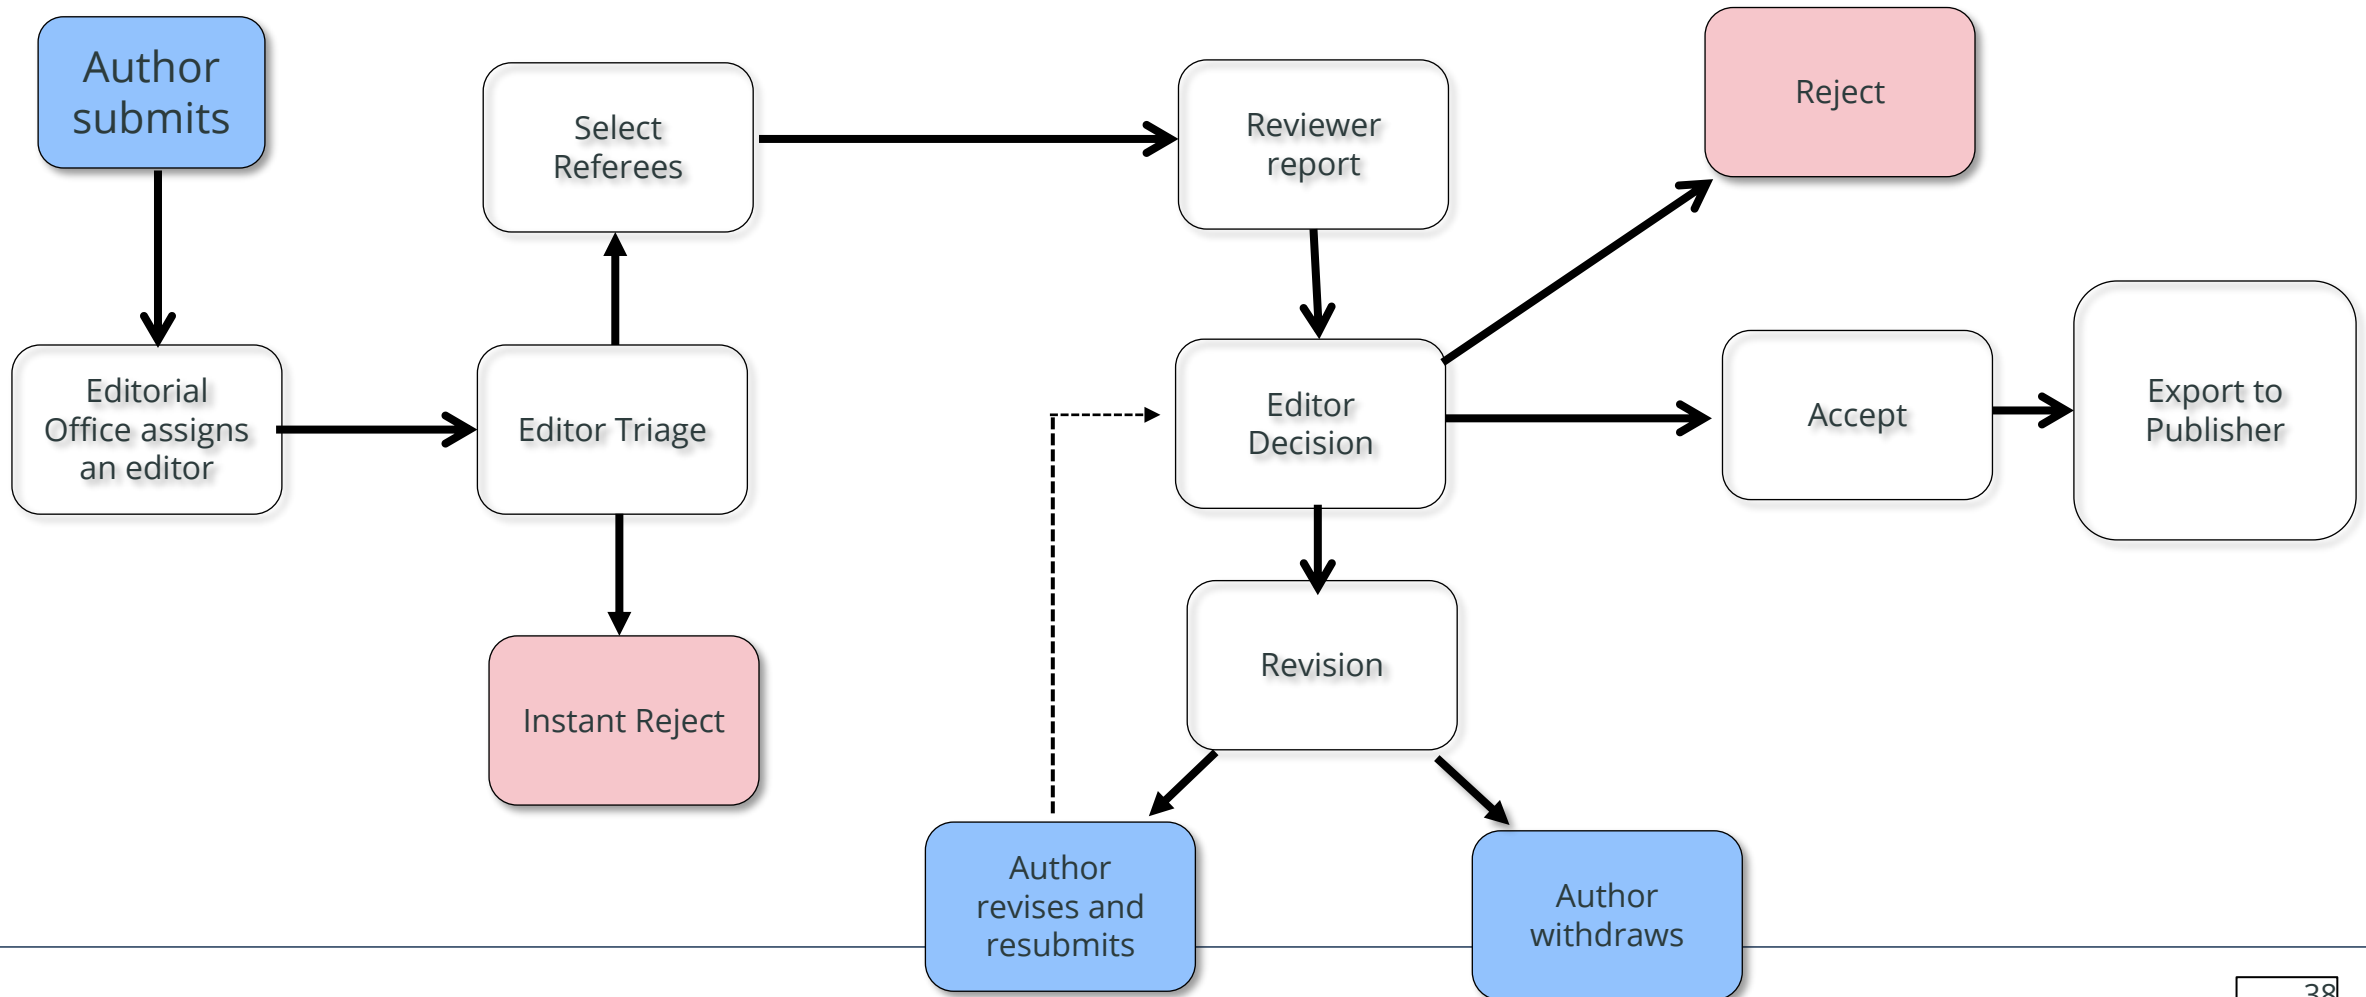 Author
submits
Editorial
Office assigns
an editor
Editor Triage
Select
Referees
Instant Reject
Reviewer
report
Editor
Decision
Reject
Accept
Export to
Publisher
Revision
Author
revises and
resubmits
Author
withdraws
38